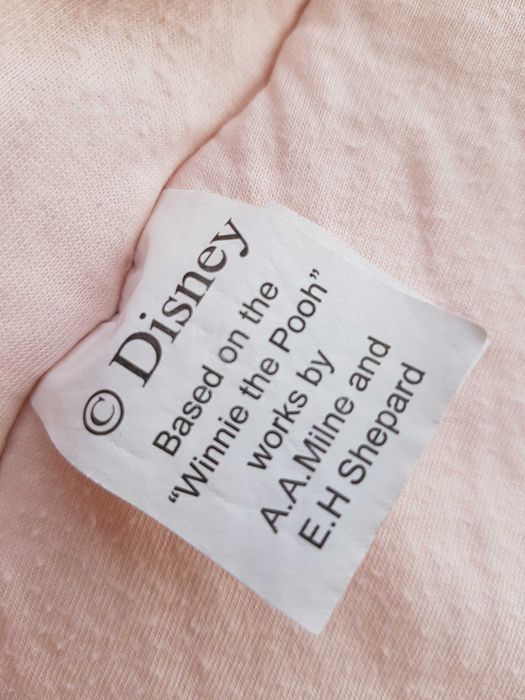 © Disney
Based on the
“Winnie the Pooh”
works by
A.A.Milne and
E.H Shepard